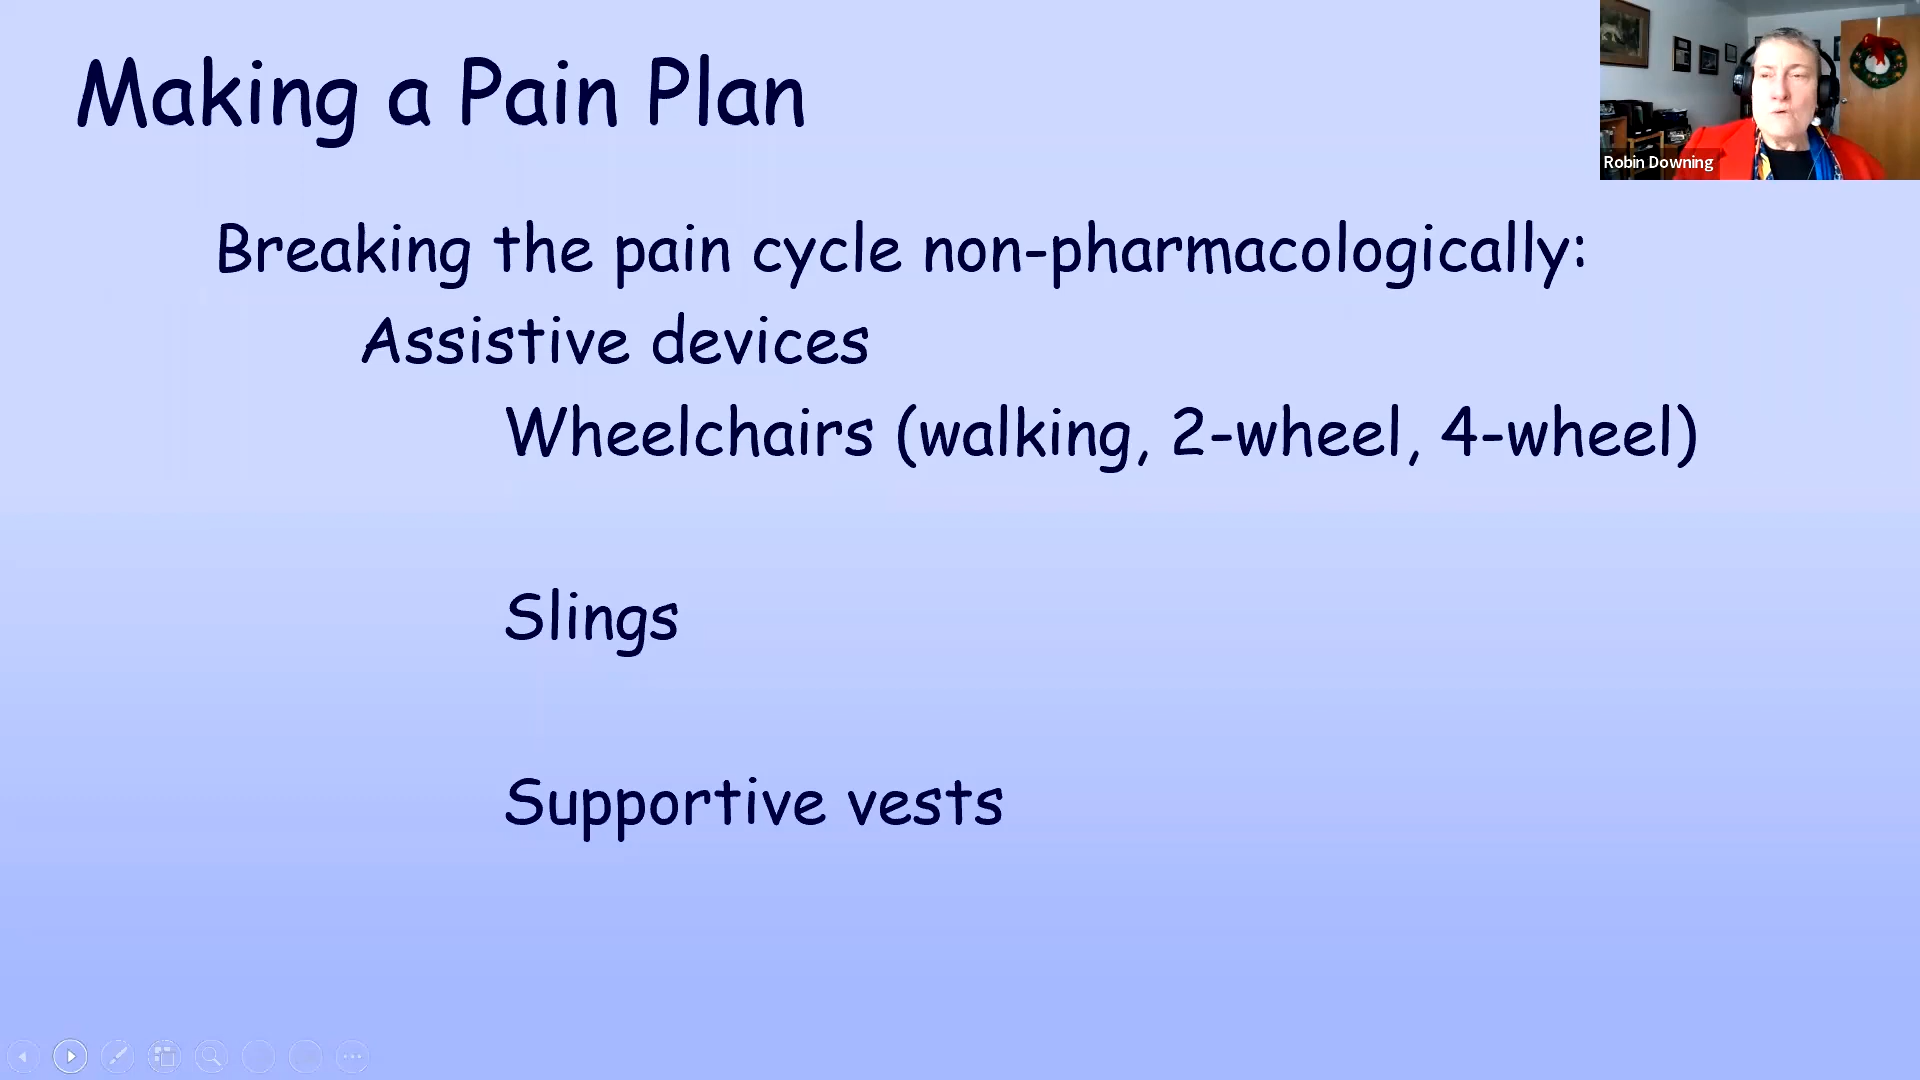 Making a Pain Plan
Robin Downing
Breaking the pain cycle non-pharmacologically:
Assistive devices
Wheelchairs (walking, 2-wheel, 4-wheel)
Slings
Supportive vests